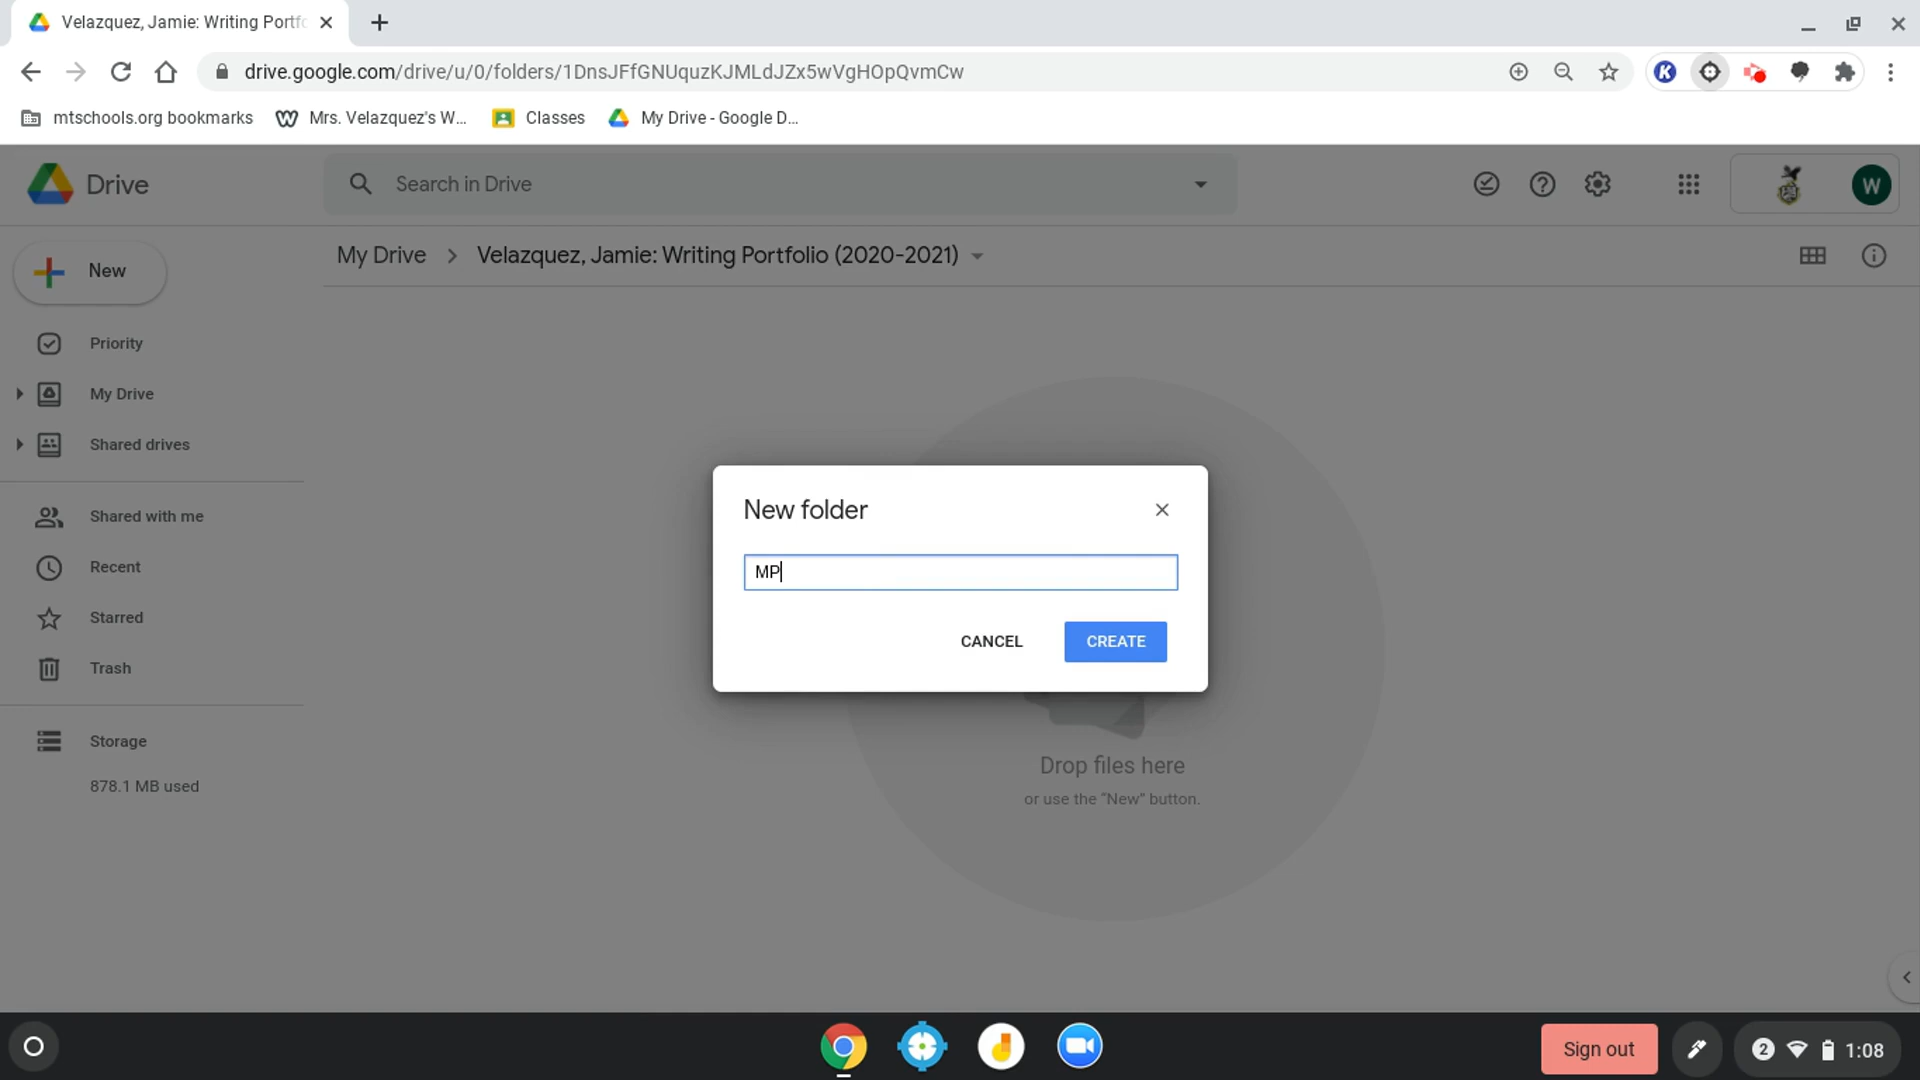 Velazquez, Jamie: Writing Portfo
drive.google.com/drive/u/0/folders/1DnsJFfGNUquzKJMLdJZx5wVgHOpQvmCw
K
mtschools.org bookmarks
Mrs. Velazquez's W...
Classes
My Drive - Google D...
Drive
Search in Drive
W
New
My Drive
Velazquez, Jamie: Writing Portfolio (2020-2021)
Priority
My Drive
Shared drives
Shared with me
Recent
Starred
Trash
Storage
878.1 MB used
New folder
MP
CANCEL
CREATE
Drop files here
or use the "New" button.
Sign out
2
1:08